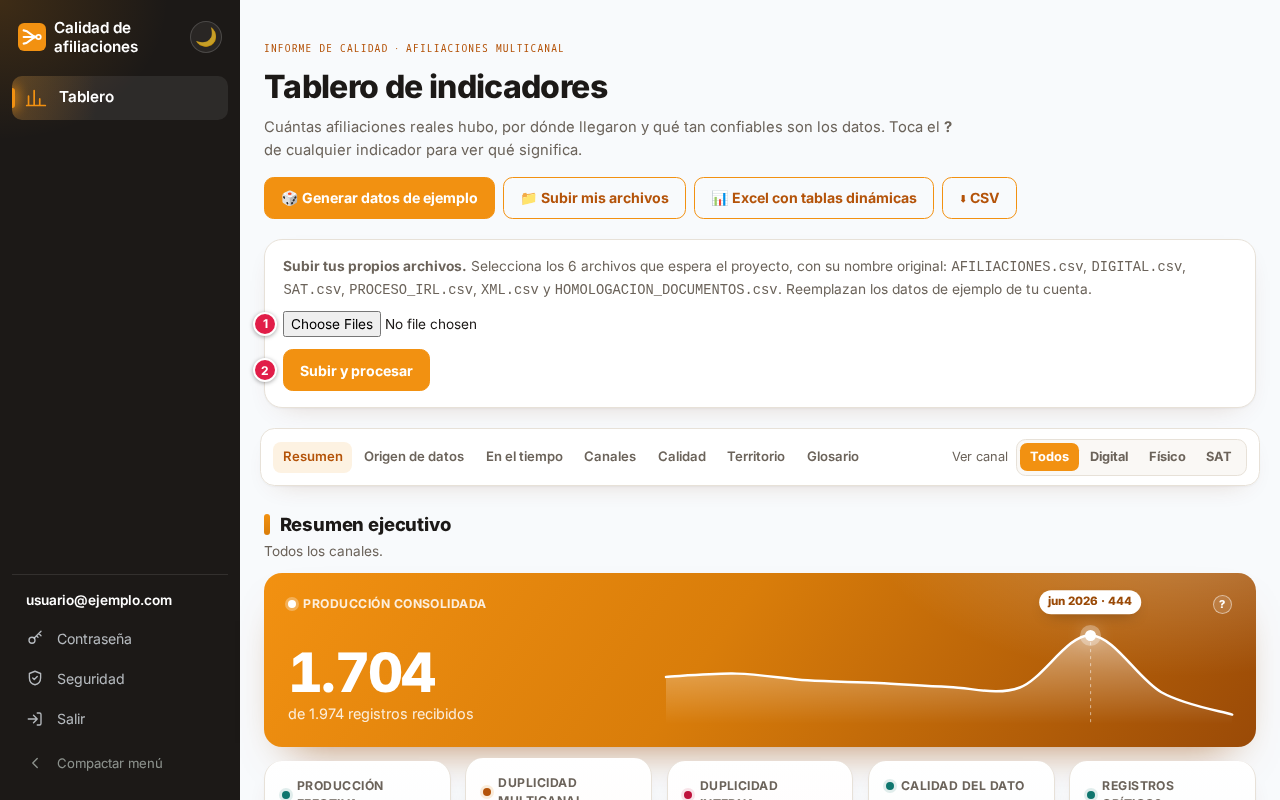 Calidad de
afiliaciones
Tablero
usuario@ejemplo.com
Contraseña
Seguridad
Salir
Compactar menú
INFORME DE CALIDAD · AFILIACIONES MULTICANAL
Tablero de indicadores
Cuántas afiliaciones reales hubo, por dónde llegaron y qué tan confiables son los datos. Toca el ?
de cualquier indicador para ver qué significa.
Generar datos de ejemplo
Subir mis archivos
Excel con tablas dinámicas
CSV
Subir tus propios archivos. Selecciona los 6 archivos que espera el proyecto, con su nombre original: AFILIACIONES.csv, DIGITAL.csv,
SAT.csv, PROCESO_IRL.csv, XML.csv y HOMOLOGACION_DOCUMENTOS.csv. Reemplazan los datos de ejemplo de tu cuenta.
1
Choose Files No file chosen
2
Subir y procesar
Resumen Origen de datos En el tiempo Canales Calidad Territorio Glosario Ver canal Todos Digital Físico SAT
Resumen ejecutivo
Todos los canales.
PRODUCCIÓN CONSOLIDADA
jun 2026 · 444
?
1.704
de 1.974 registros recibidos
PRODUCCIÓN
EFECTIVA
DUPLICIDAD
MULTICANAL
DUPLICIDAD
INTERNA
CALIDAD DEL DATO
REGISTROS
CRÍTICOS